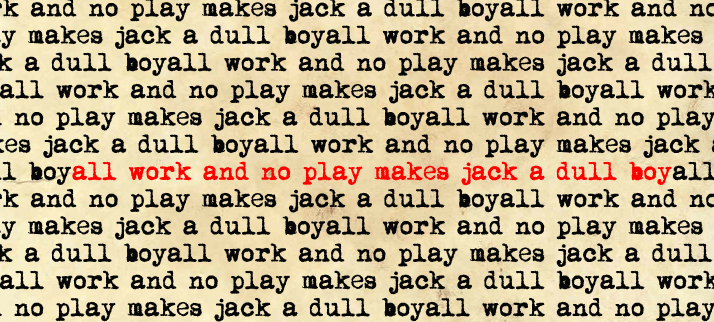 rk and no play makes jack a dull boyall work and no
y makes jack a dull boyall work and no play makes
k a dull boyall work and no play makes jack a dull
all work and no play makes jack a dull boyall work
no play makes jack a dull boyall work and no play
kes jack a dull boyall work and no play makes jack
ll boyall work and no play makes jack a dull boyall
rk and no play makes jack a dull boyall work and no
y makes jack a dull boyall work and no play makes
k a dull boyall work and no play makes jack a dull
all work and no play makes jack a dull boyall work
no play makes jack a dull boyall work and no play